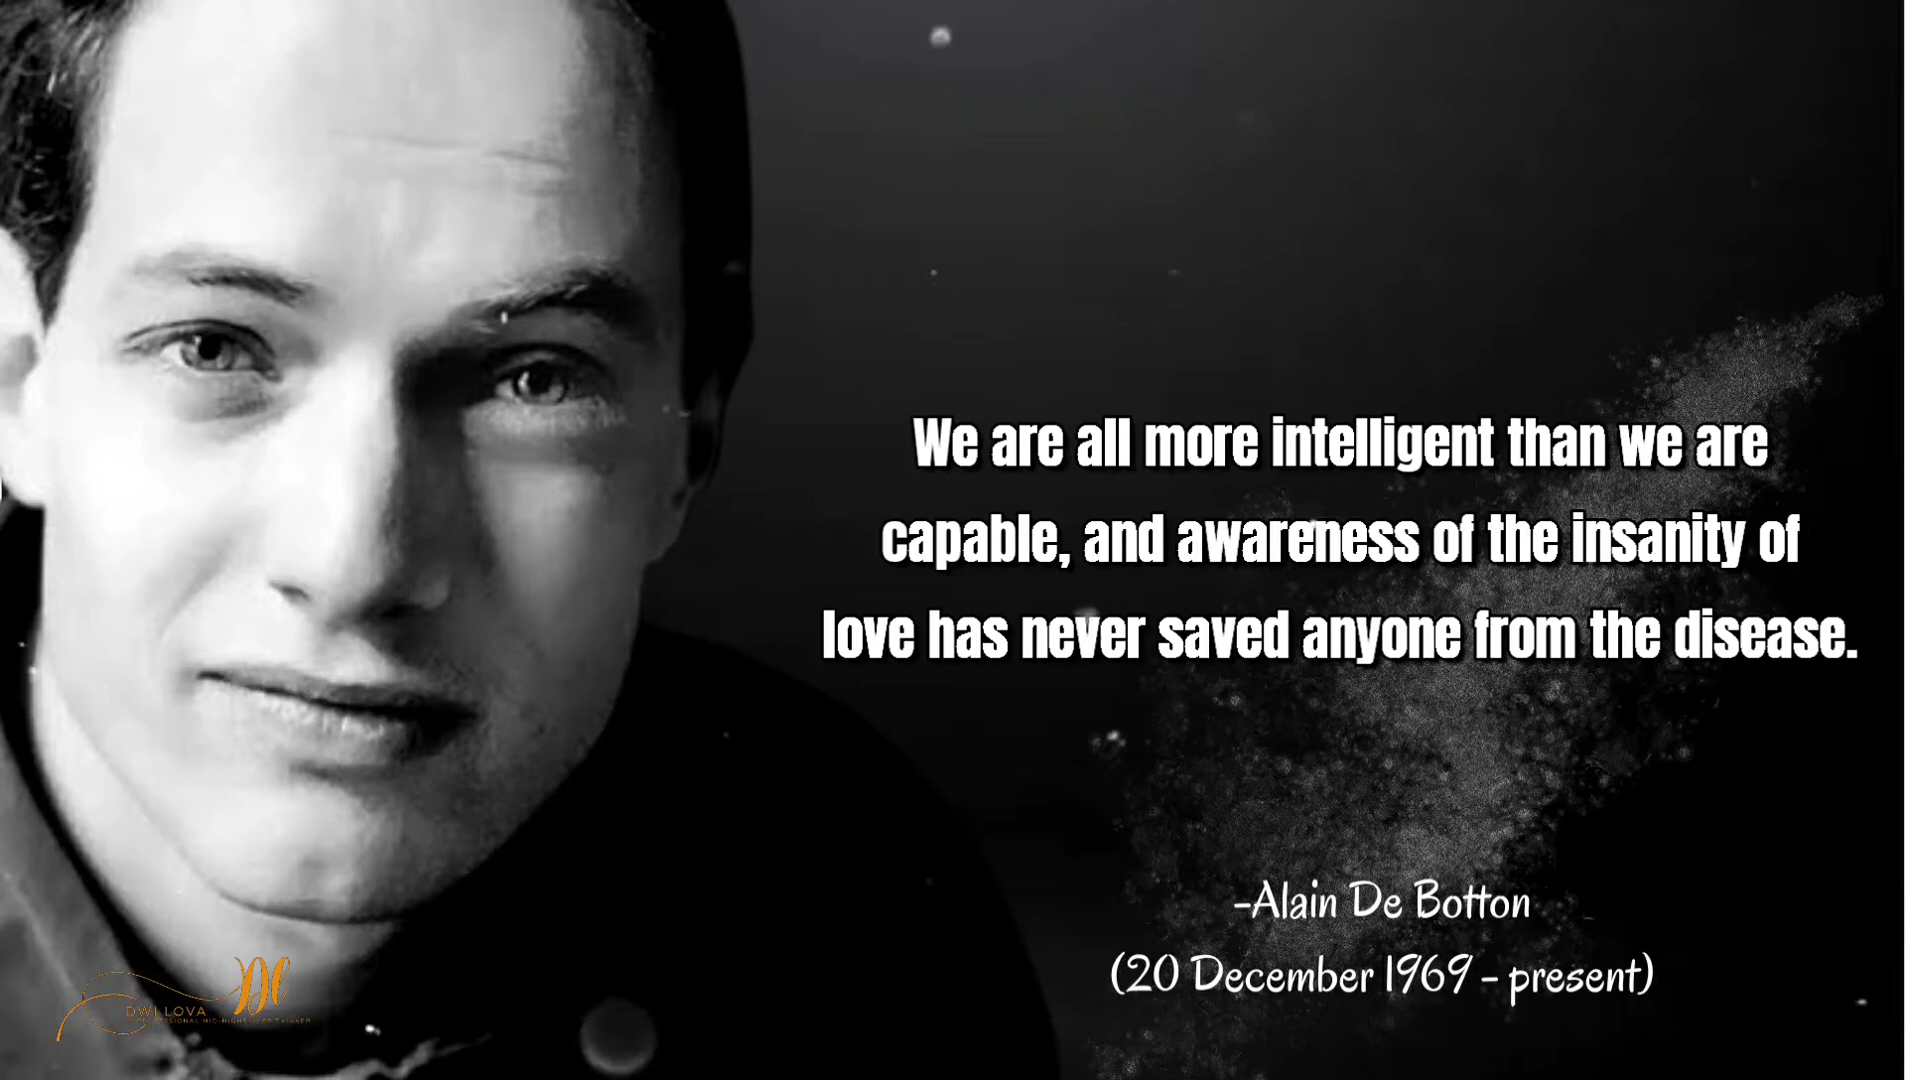 We are all more intelligent than we are
capable, and awareness of the insanity of
love has never saved anyone from the disease.
-Alain De Botton
(20 December 1969 - present)
Dl
DWI LOVA